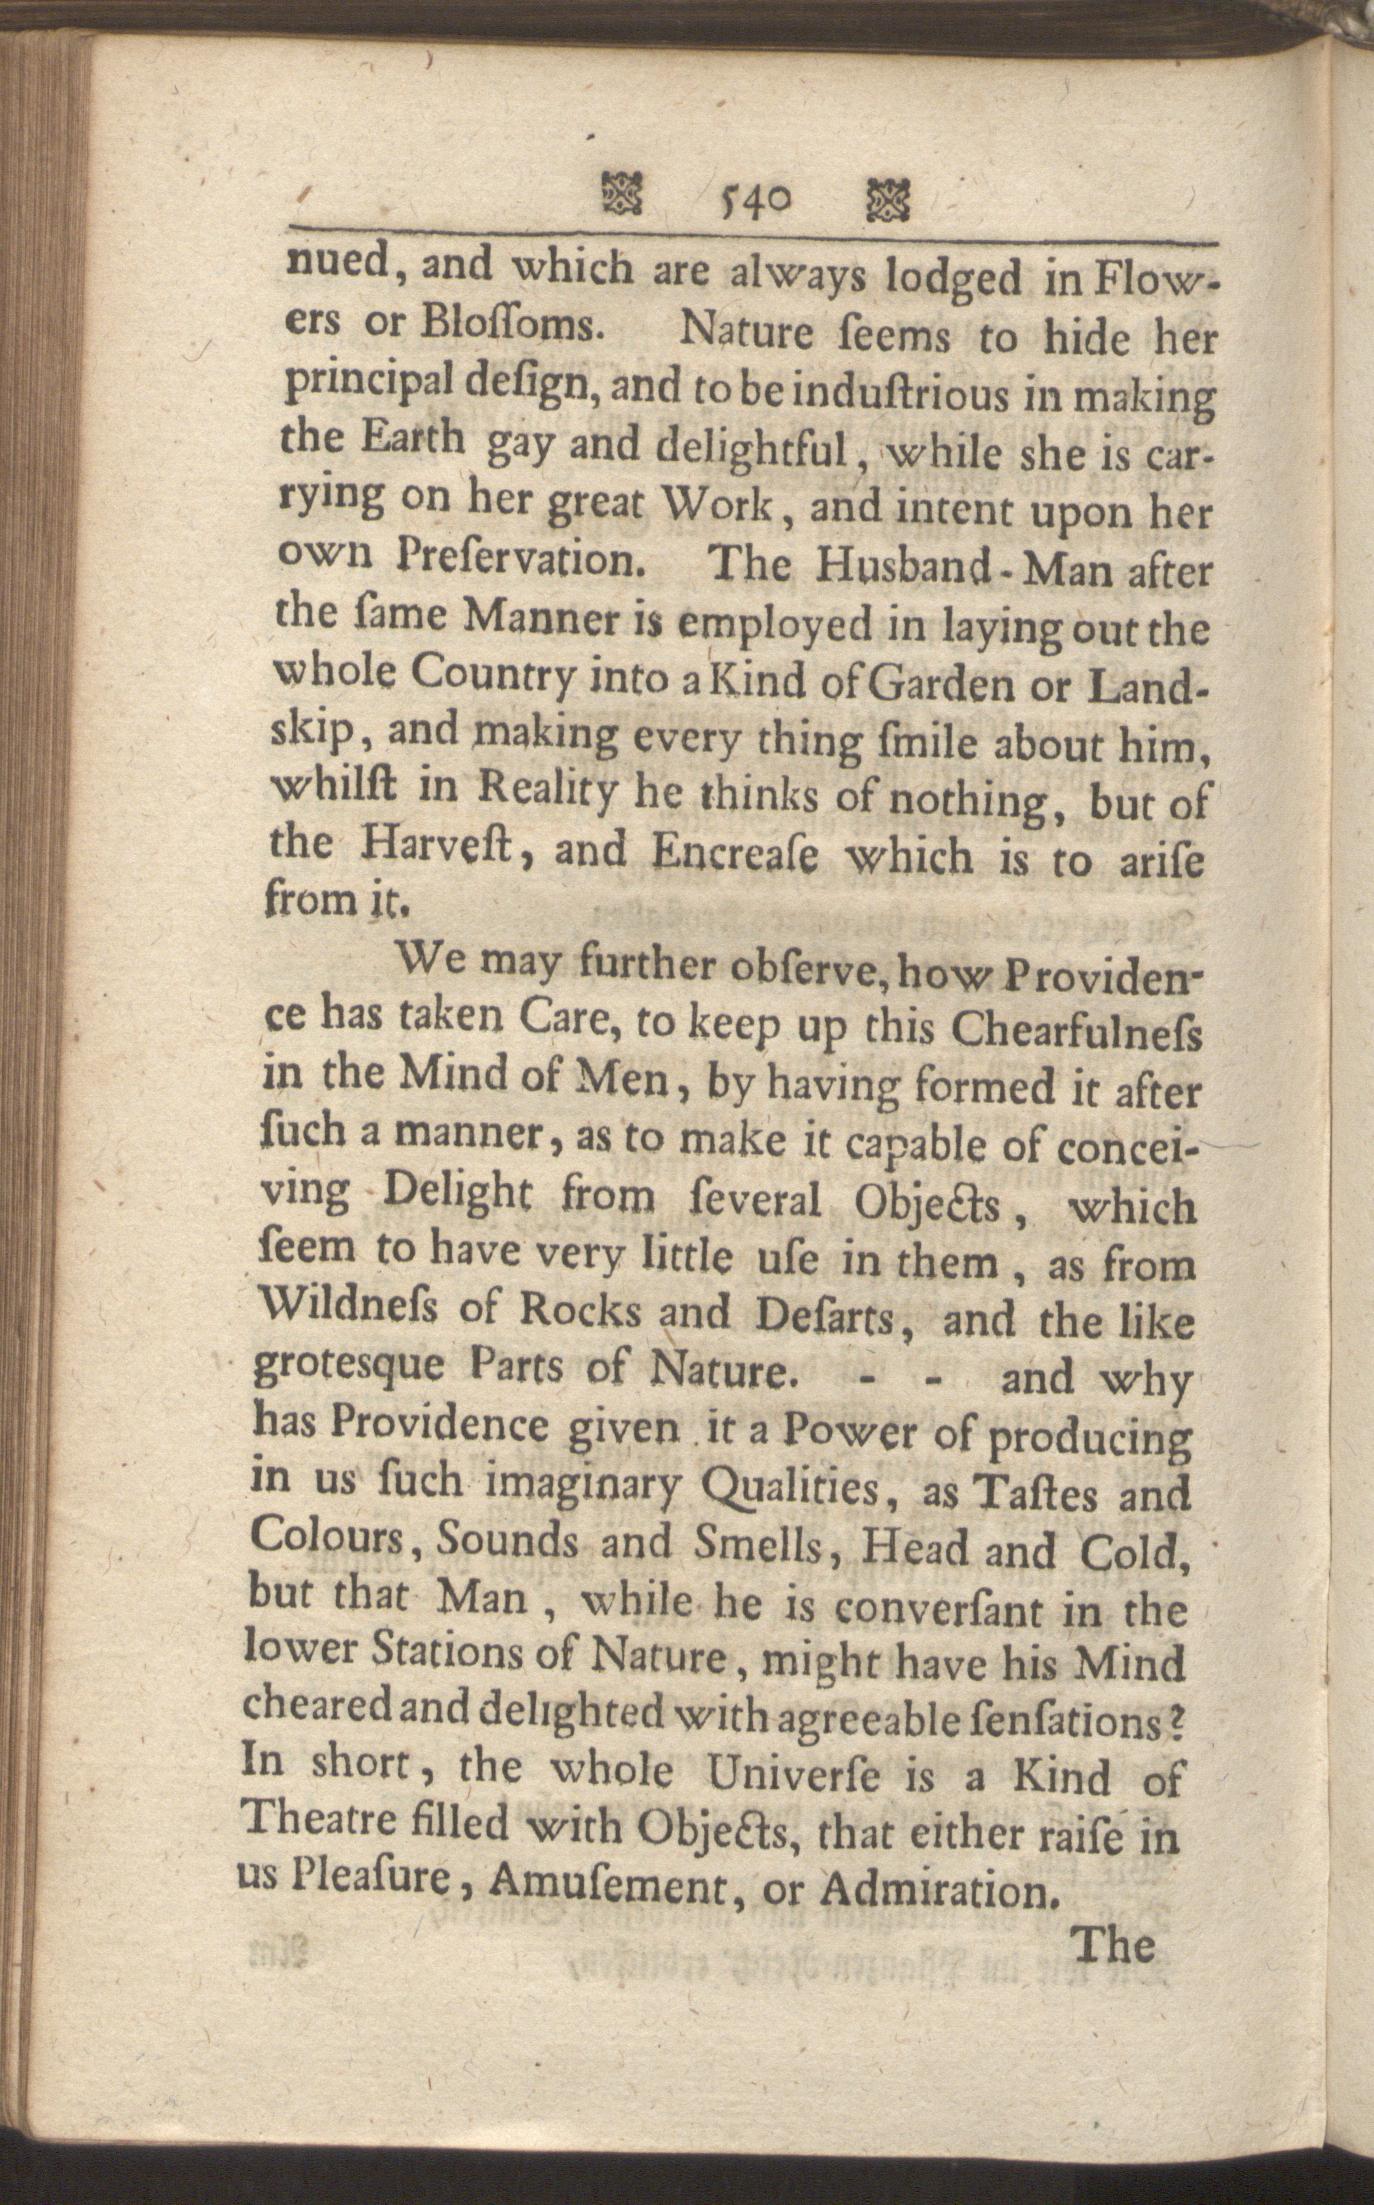 540
nued, and which are always lodged in Flow-
ers or Bloſſoms. Nature ſeems to hide her
principal deſign, and to be induſtrious in making
the Earth gay and delightful, while she is car-
rying on her great Work, and intent upon her
own Preſervation. The Husband-Man after
the ſame Manner is employed in laying out the
whole Country into a Kind of Garden or Land-
skip, and making every thing ſmile about him,
whilſt in Reality he thinks of nothing, but of
the Harveſt, and Encreaſe which is to ariſe
from it.
We may further obſerve, how Providen-
ce has taken Care, to keep up this Chearfulneſs
in the Mind of Men, by having formed it after
ſuch a manner, as to make it capable of concei-
ving Delight from ſeveral Objects, which
ſeem to have very little uſe in them, as from
Wildneſs of Rocks and Deſarts, and the like
grotesque Parts of Nature. - - and why
has Providence given it a Power of producing
in us ſuch imaginary Qualities, as Taſtes and
Colours, Sounds and Smells, Head and Cold,
but that Man, while he is converſant in the
lower Stations of Nature, might have his Mind
cheared and delighted with agreeable ſenſations?
In short, the whole Univerſe is a Kind of
Theatre filled with Objects, that either raiſe in
us Pleaſure, Amuſement, or Admiration.
The